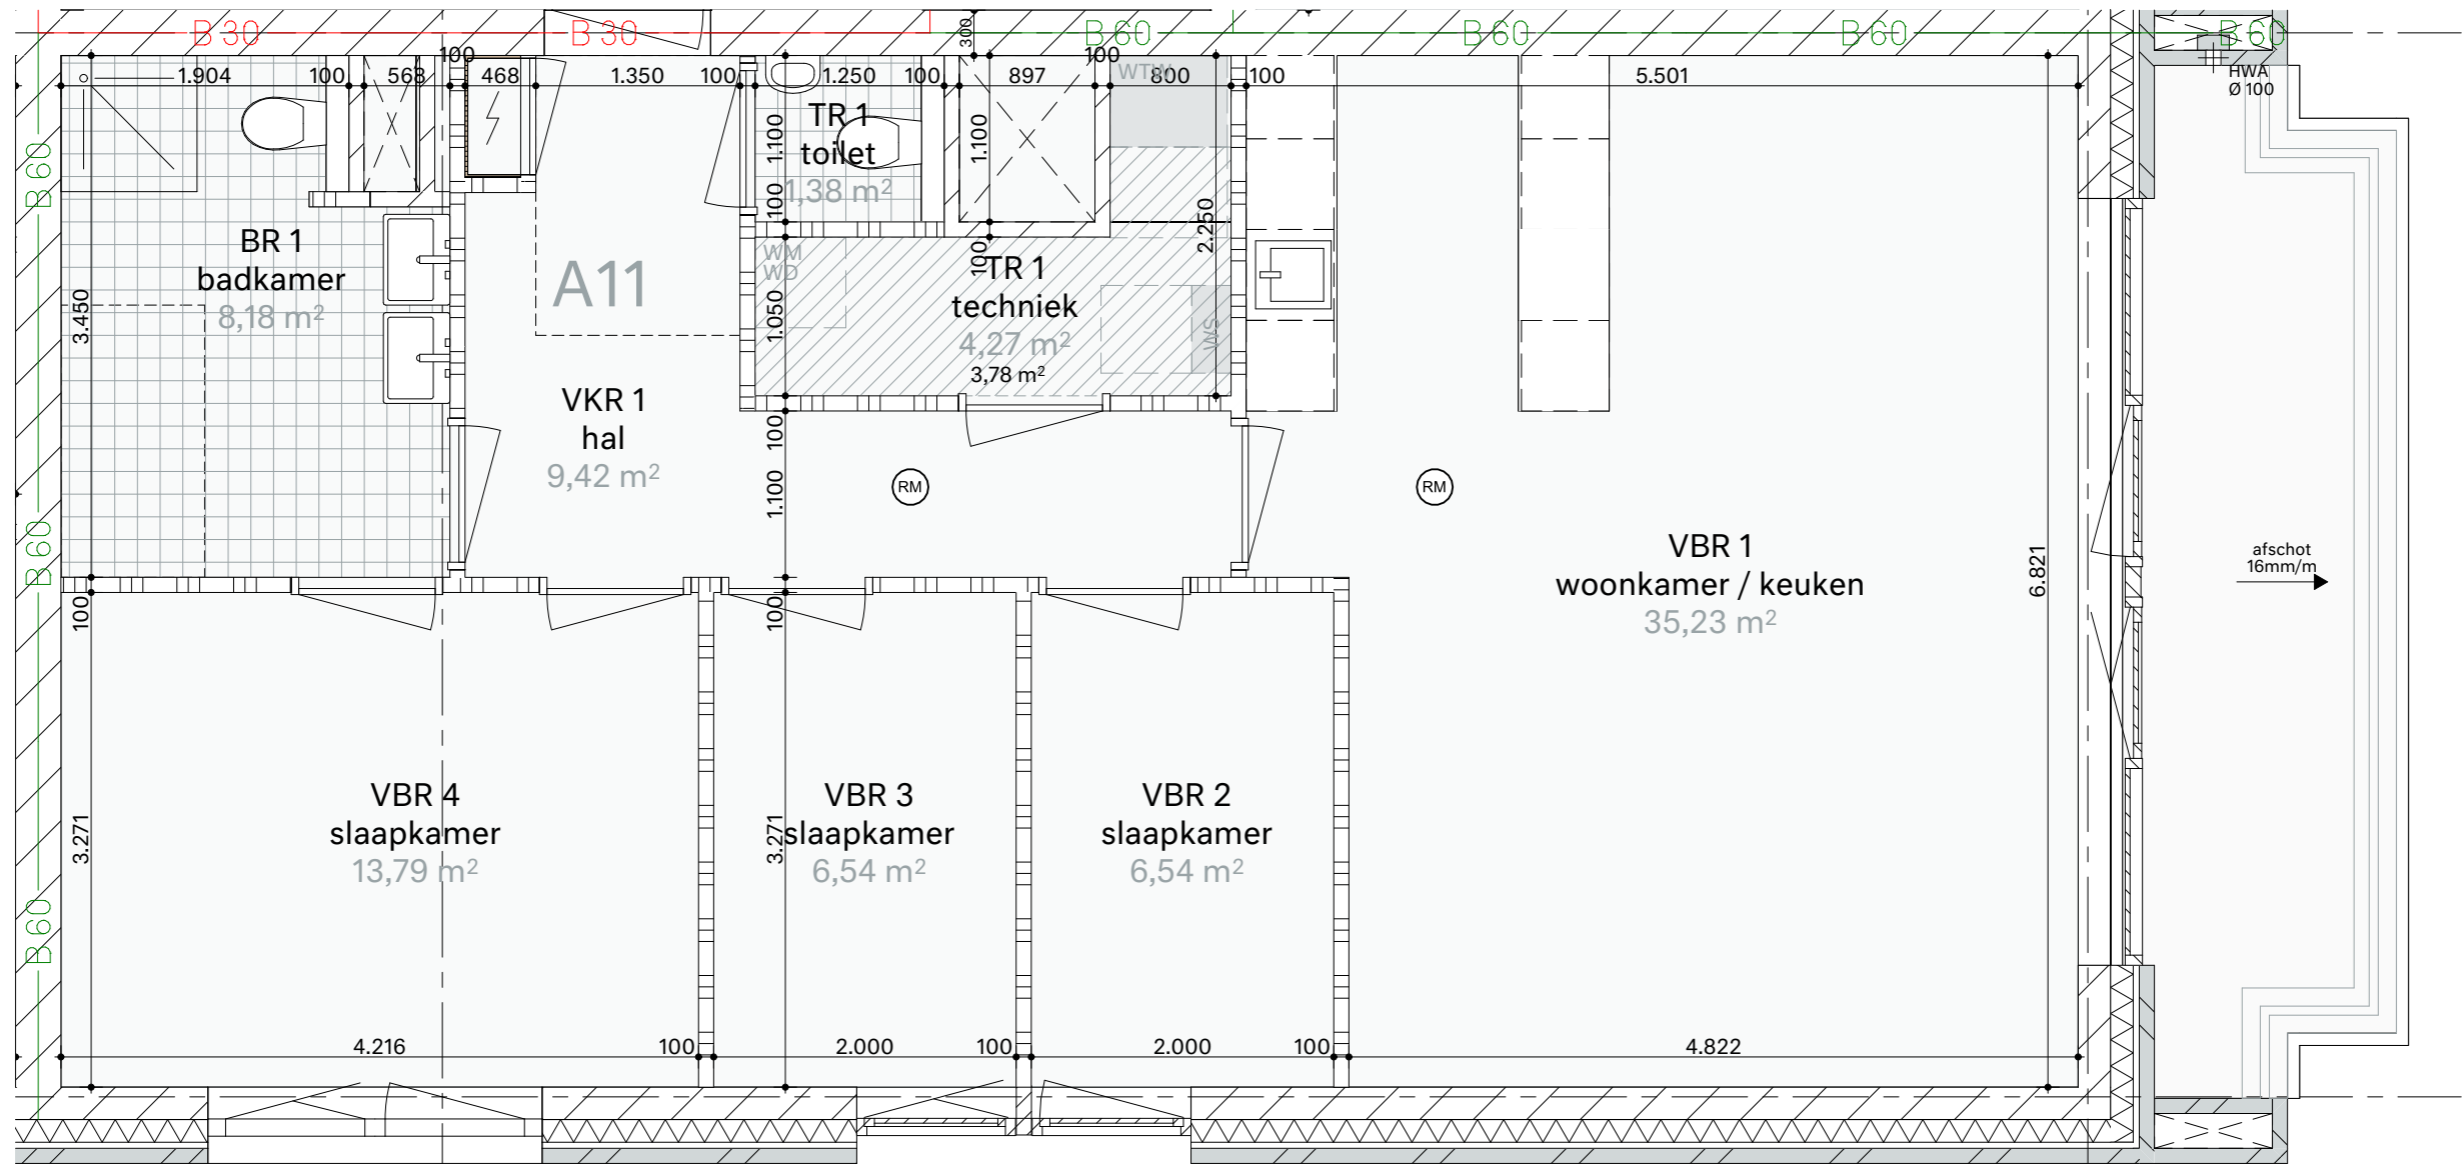 B 30
B 30
B 60
B 60
B 60
B 60
300
100
100
1.904
100
568
468
1.350
100
1.250
100
897
WTW
800
100
5.501
HWA
Ø 100
B 60
1.100
TR 1
toilet
1,38 m²
100
1.100
100
2.250
BR 1
badkamer
8,18 m²
3.450
A11
WM
WD
1.050
TR 1
techniek
4,27 m²
3,78 m²
WM
VKR 1
hal
9,42 m²
100
1.100
RM
RM
B 60
VBR 1
woonkamer / keuken
35,23 m²
6.821
afschot
16mm/m
100
100
VBR 4
slaapkamer
13,79 m²
3.271
VBR 3
slaapkamer
6,54 m²
3.271
VBR 2
slaapkamer
6,54 m²
B 60
4.216
100
2.000
100
2.000
100
4.822